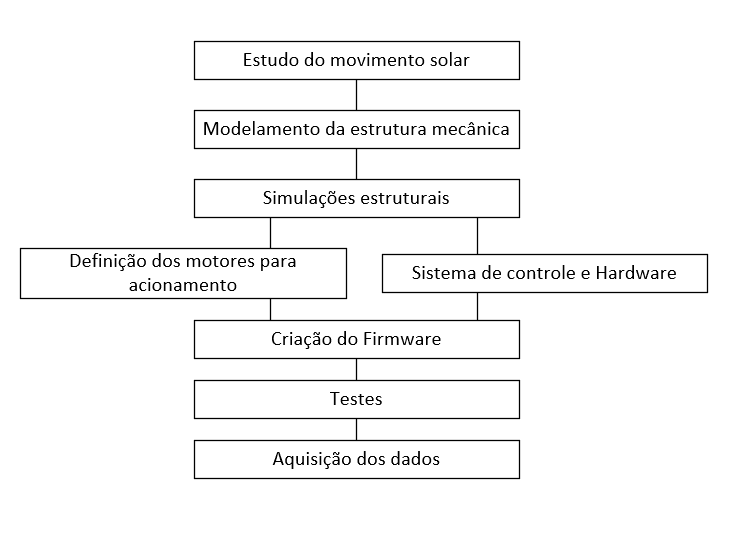 Estudo do movimento solar
Modelamento da estrutura mecânica
Simulações estruturais
Definição dos motores para
acionamento
Sistema de controle e Hardware
Criação do Firmware
Testes
Aquisição dos dados